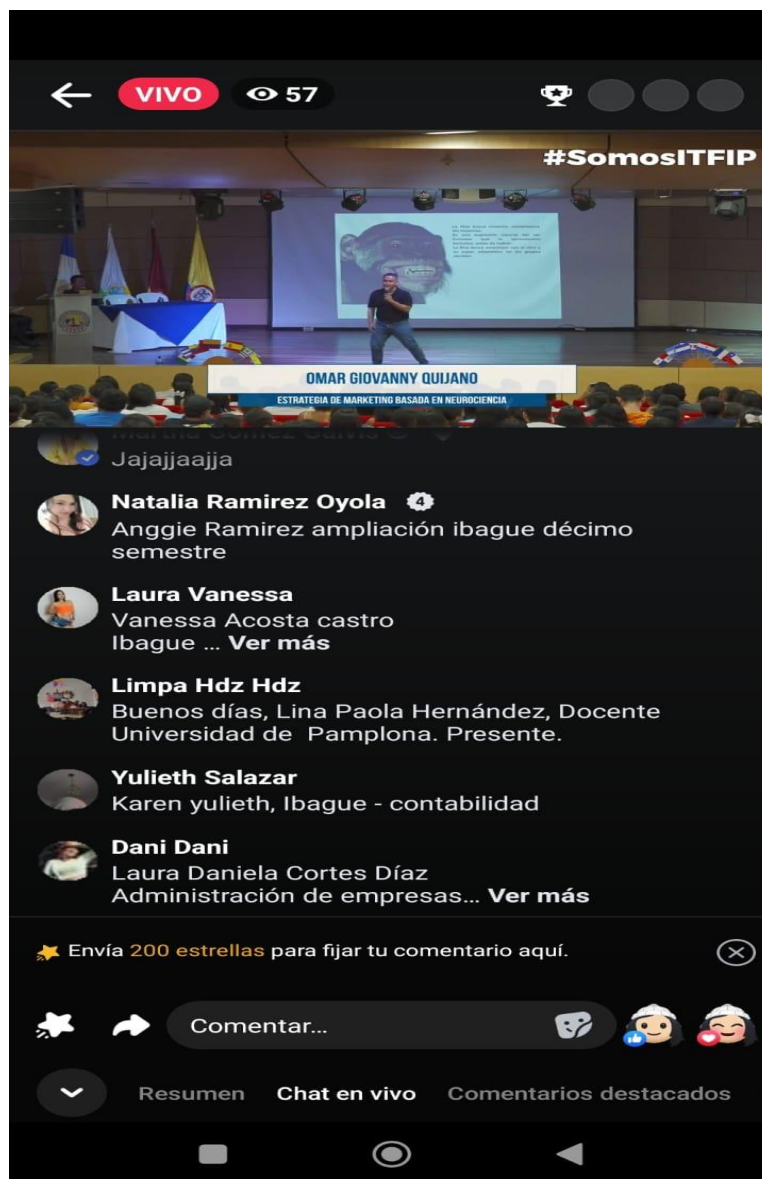 VIVO 57
#SomosITFIP
OMAR GIOVANNY QUIJANO
ESTRATEGIA DE MARKETING BASADA EN NEUROCIENCIA
Jajajjaajja
Natalia Ramirez Oyola 4
Anggie Ramirez ampliación ibague décimo
semestre
Laura Vanessa
Vanessa Acosta castro
Ibague ... Ver más
Limpa Hdz Hdz
Buenos días, Lina Paola Hernández, Docente
Universidad de Pamplona. Presente.
Yulieth Salazar
Karen yulieth, Ibague - contabilidad
Dani Dani
Laura Daniela Cortes Díaz
Administración de empresas... Ver más
Envía 200 estrellas para fijar tu comentario aquí.
Comentar...
Resumen Chat en vivo Comentarios destacados